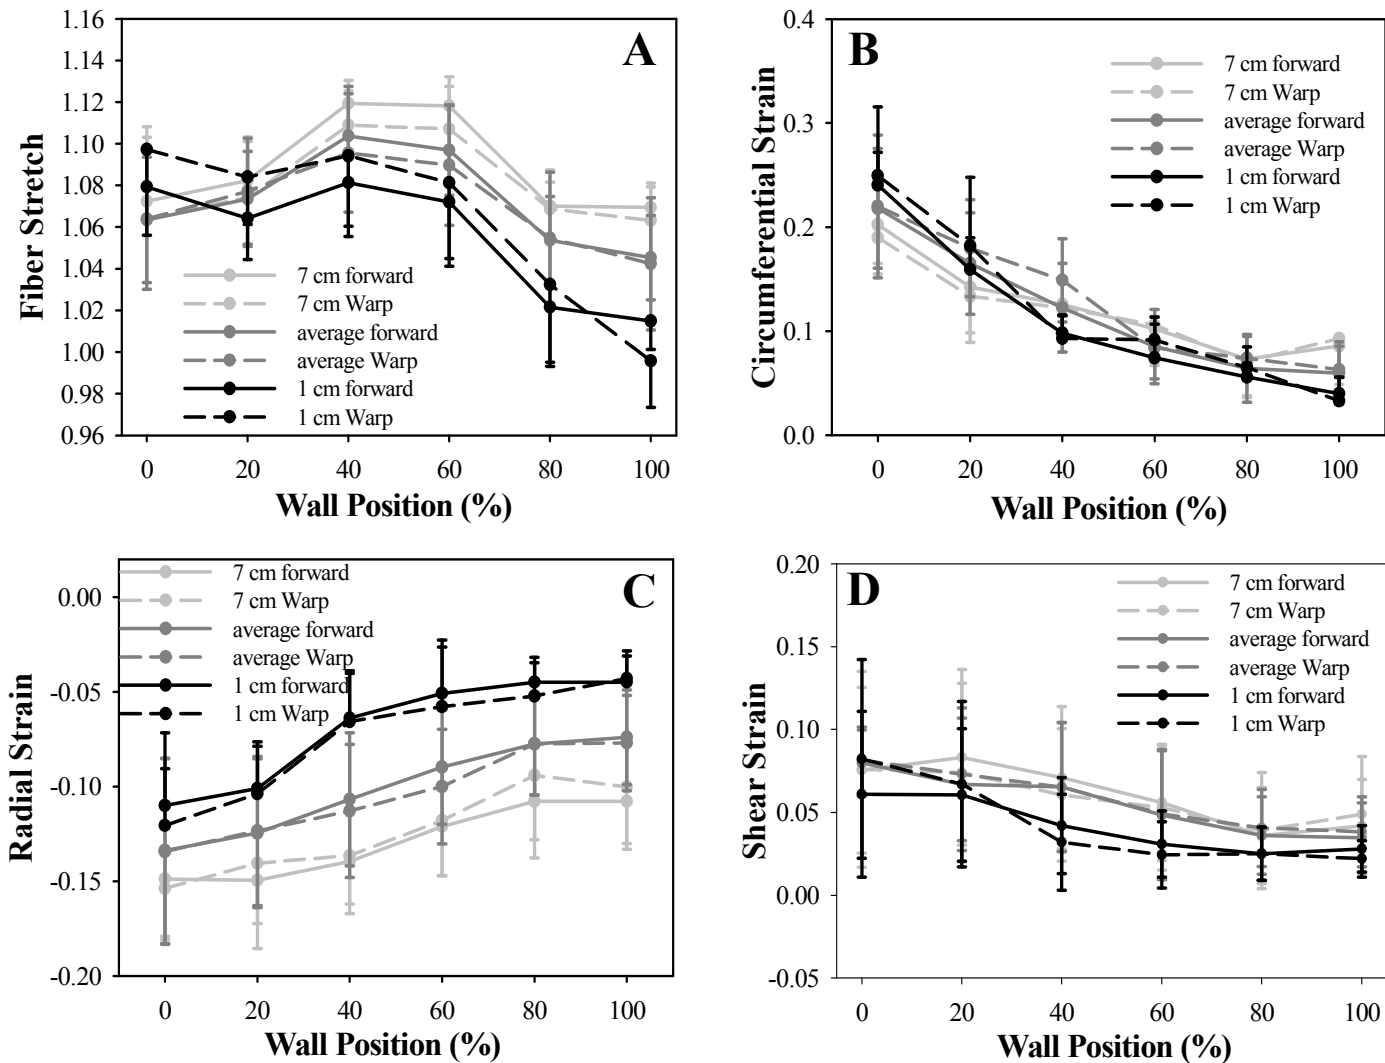 A
Fiber Stretch
1.16
1.14
1.12
1.10
1.08
1.06
1.04
1.02
1.00
0.98
0.96
7 cm forward
7 cm Warp
average forward
average Warp
1 cm forward
1 cm Warp
0 20 40 60 80 100
Wall Position (%)
B
Circumferential Strain
0.4
0.3
0.2
0.1
0.0
7 cm forward
7 cm Warp
average forward
average Warp
1 cm forward
1 cm Warp
0 20 40 60 80 100
Wall Position (%)
C
Radial Strain
0.00
-0.05
-0.10
-0.15
-0.20
7 cm forward
7 cm Warp
average forward
average Warp
1 cm forward
1 cm Warp
0 20 40 60 80 100
Wall Position (%)
D
Shear Strain
0.20
0.15
0.10
0.05
0.00
-0.05
7 cm forward
7 cm Warp
average forward
average Warp
1 cm forward
1 cm Warp
0 20 40 60 80 100
Wall Position (%)